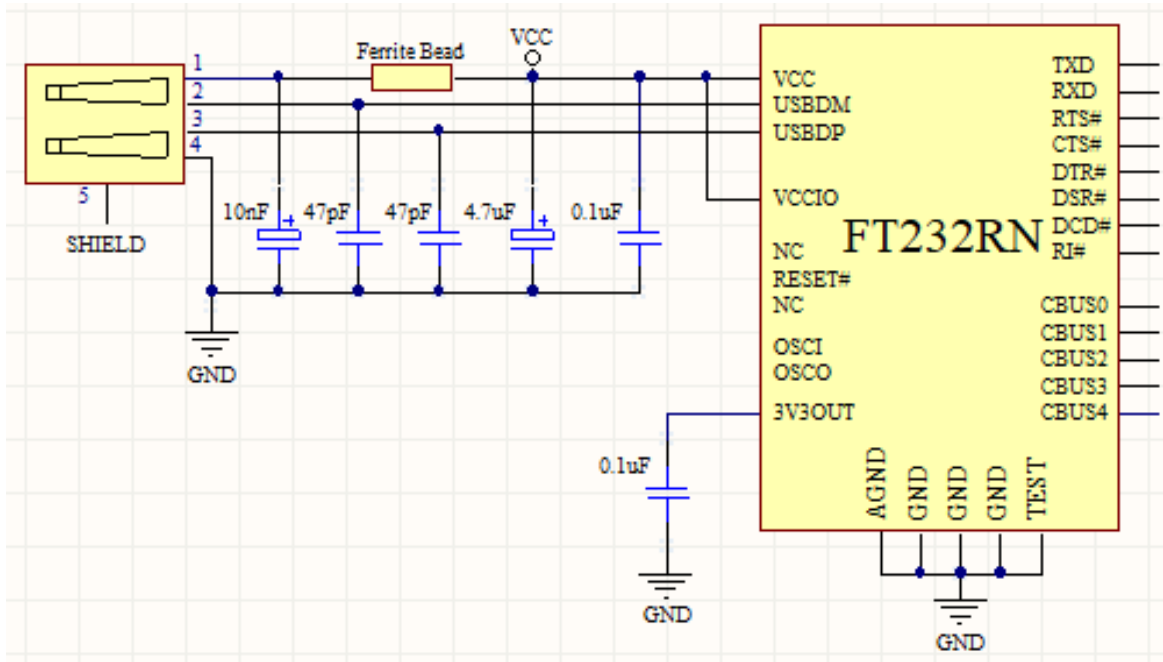 VCC
Ferrite Bead
1
2
3
4
5
SHIELD
10nF
47pF
47pF
4.7uF
0.1uF
GND
VCC
USBDM
USBDP
VCCIO
NC
RESET#
NC
OSCI
OSCO
3V3OUT
FT232RN
TXD
RXD
RTS#
CTS#
DTR#
DSR#
DCD#
RI#
CBUS0
CBUS1
CBUS2
CBUS3
CBUS4
0.1uF
GND
AGND
GND
GND
GND
TEST
GND